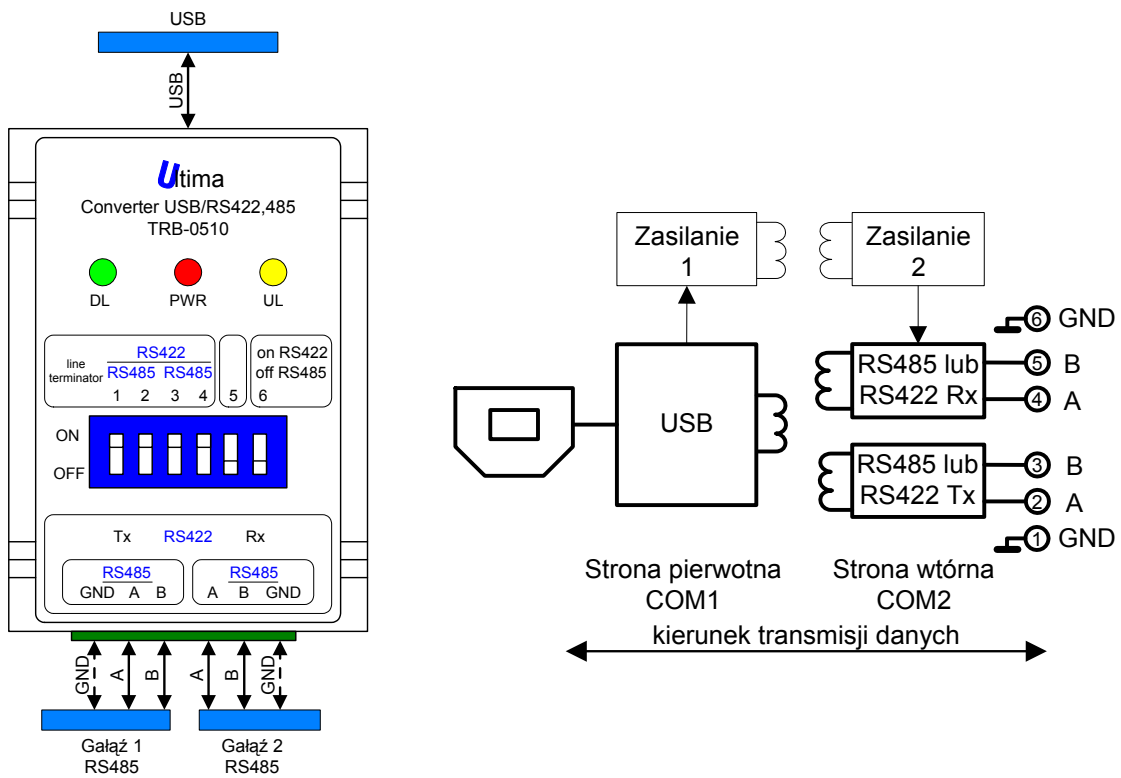 USB
USB
Ultima
Converter USB/RS422,485
TRB-0510
DL PWR UL
line terminator
RS422
RS485 RS485
1 2 3 4
5
on RS422
off RS485
6
ON
OFF
Tx RS422 Rx
RS485 RS485
GND A B A B GND
GND A B A B GND
Gałąź 1
RS485
Gałąź 2
RS485
Zasilanie
1
Zasilanie
2
6 GND
RS485 lub
RS422 Rx
5 B
4 A
USB
RS485 lub
RS422 Tx
3 B
2 A
1 GND
Strona pierwotna
COM1
Strona wtórna
COM2
kierunek transmisji danych